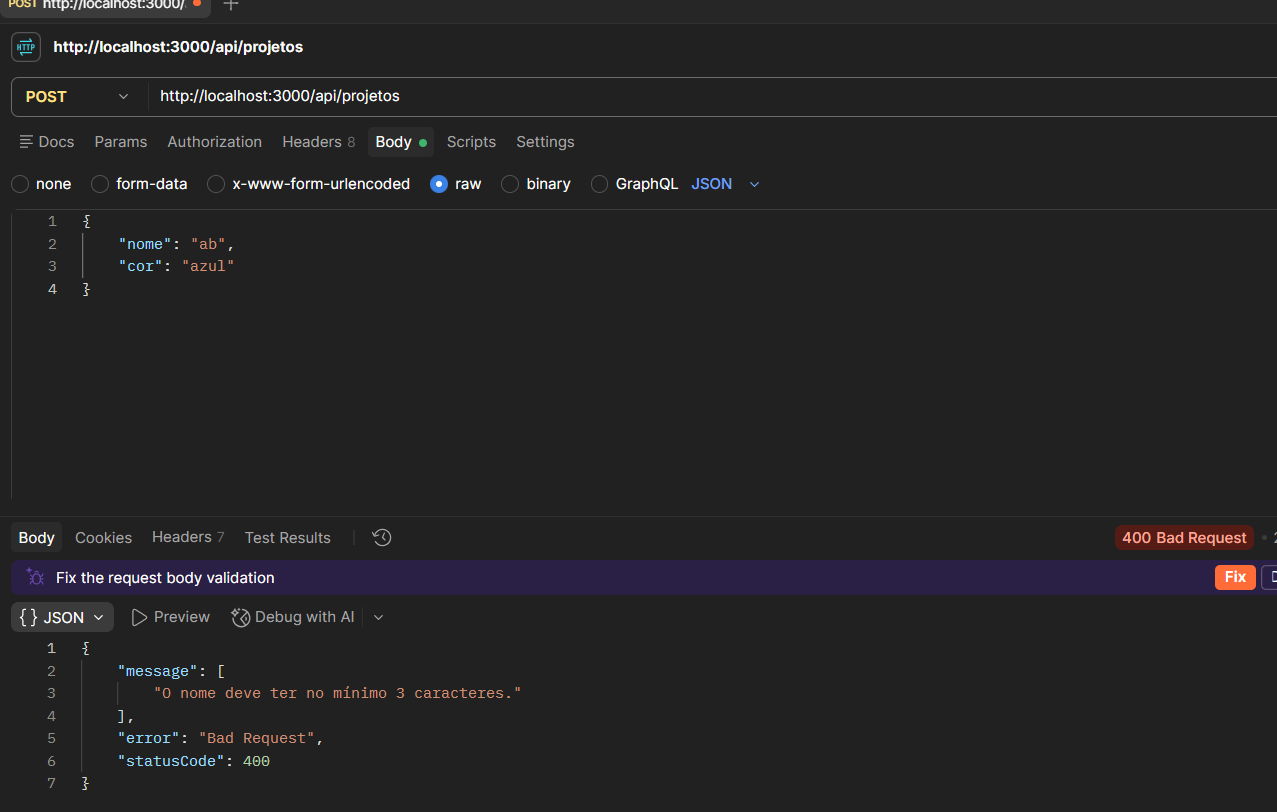 POST http://localhost:3000/
HTTP http://localhost:3000/api/projetos
POST http://localhost:3000/api/projetos
Docs Params Authorization Headers 8 Body Scripts Settings
none form-data x-www-form-urlencoded raw binary GraphQL JSON
1 {
2 "nome": "ab",
3 "cor": "azul"
4 }
Body Cookies Headers 7 Test Results 400 Bad Request
Fix the request body validation Fix
{} JSON Preview Debug with AI
1 {
2 "message": [
3 "O nome deve ter no mínimo 3 caracteres."
4 ],
5 "error": "Bad Request",
6 "statusCode": 400
7 }